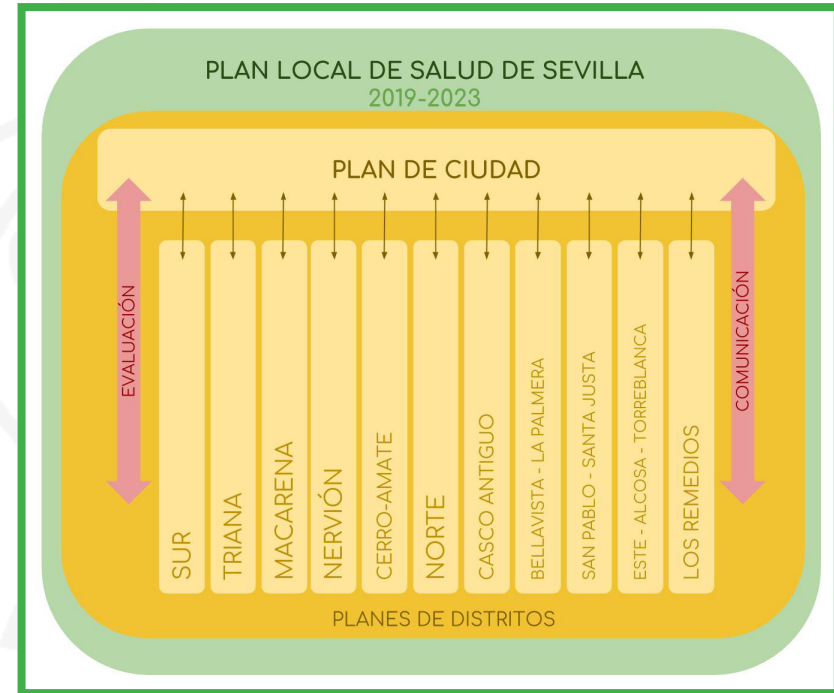 PLAN LOCAL DE SALUD DE SEVILLA
2019-2023
PLAN DE CIUDAD
EVALUACIÓN
SUR
TRIANA
MACARENA
NERVIÓN
CERRO-AMATE
NORTE
CASCO ANTIGUO
BELLAVISTA - LA PALMERA
SAN PABLO - SANTA JUSTA
ESTE - ALCOSA - TORREBLANCA
LOS REMEDIOS
COMUNICACIÓN
PLANES DE DISTRITOS